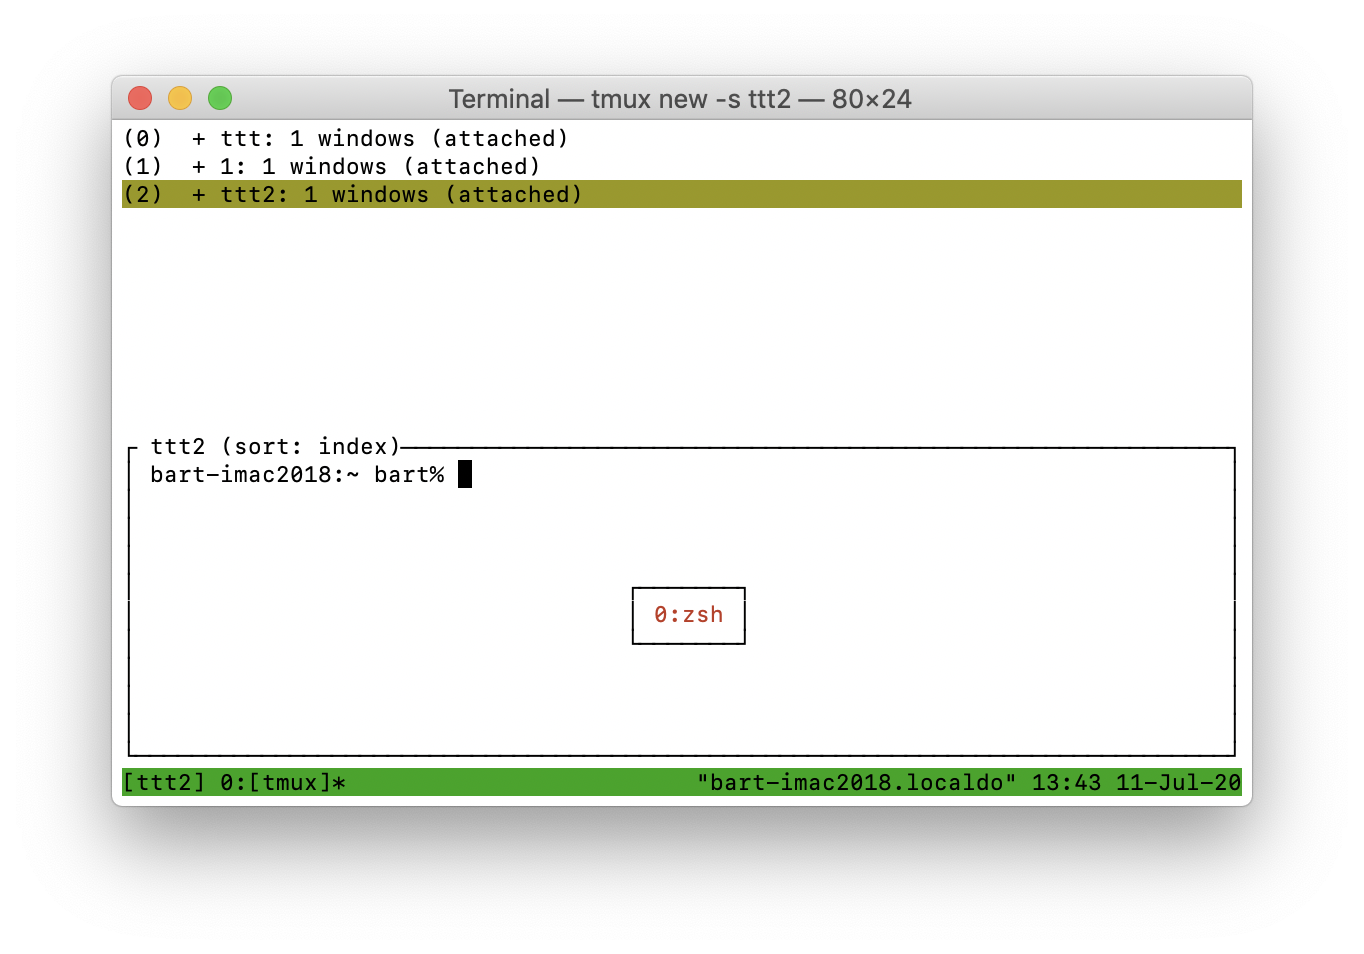 Terminal — tmux new -s ttt2 — 80×24
(0)  + ttt: 1 windows (attached)
(1)  + 1: 1 windows (attached)
(2)  + ttt2: 1 windows (attached)
ttt2 (sort: index)
bart-imac2018:~ bart%
0:zsh
[ttt2] 0:[tmux]* "bart-imac2018.localdo" 13:43 11-Jul-20